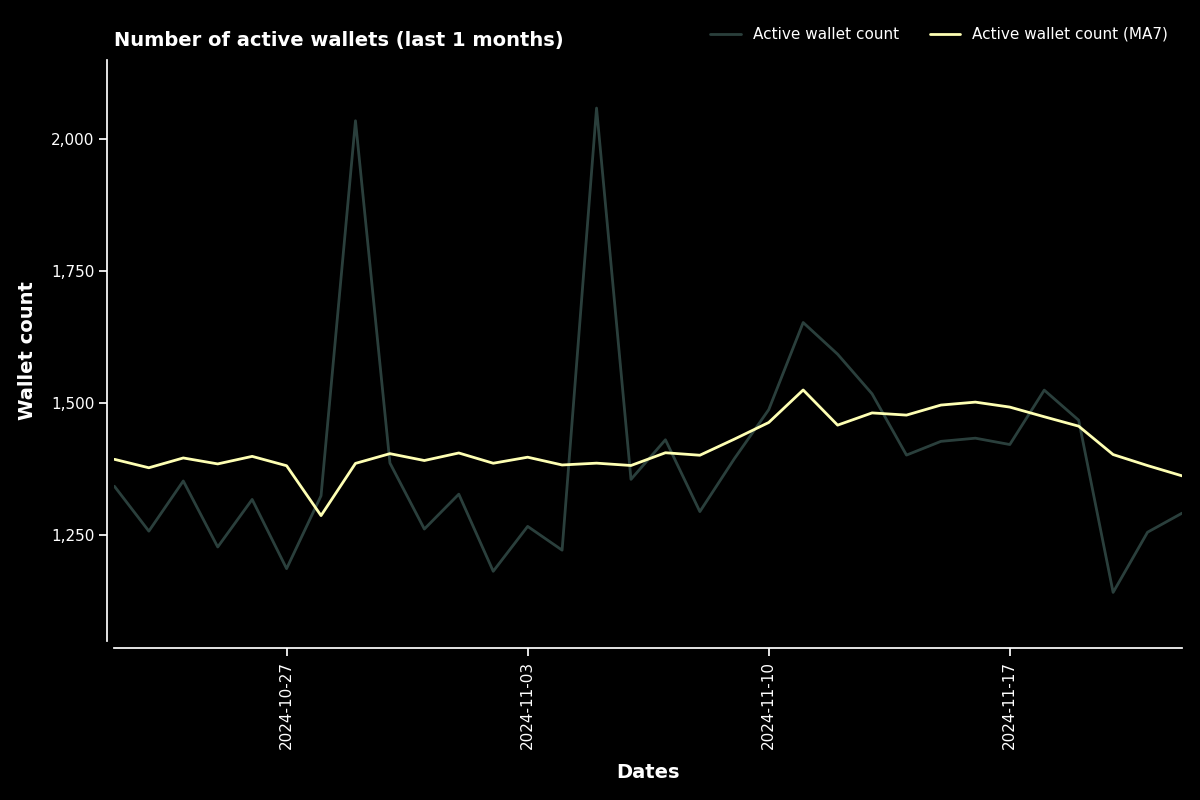 Number of active wallets (last 1 months)
Active wallet count
Active wallet count (MA7)
Wallet count
2,000
1,750
1,500
1,250
2024-10-27
2024-11-03
2024-11-10
2024-11-17
Dates